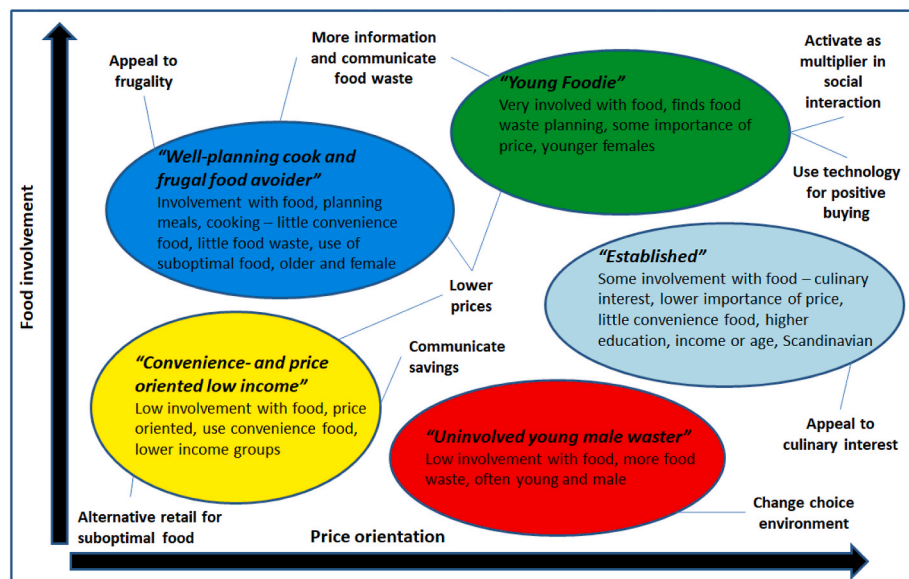 Appeal to
frugality
More information
and communicate
food waste
Activate as
multiplier in
social
interaction
"Young Foodie"
Very involved with food, finds food
waste planning, some importance of
price, younger females
Use technology
for positive
buying
"Well-planning cook and
frugal food avoider"
Involvement with food, planning
meals, cooking – little convenience
food, little food waste, use of
suboptimal food, older and female
"Established"
Some involvement with food – culinary
interest, lower importance of price,
little convenience food, higher
education, income or age, Scandinavian
Lower
prices
Food involvement
Communicate
savings
"Convenience- and price
oriented low income"
Low involvement with food, price
oriented, use convenience food,
lower income groups
"Uninvolved young male waster"
Low involvement with food, more food
waste, often young and male
Appeal to
culinary interest
Alternative retail for
suboptimal food
Change choice
environment
Price orientation